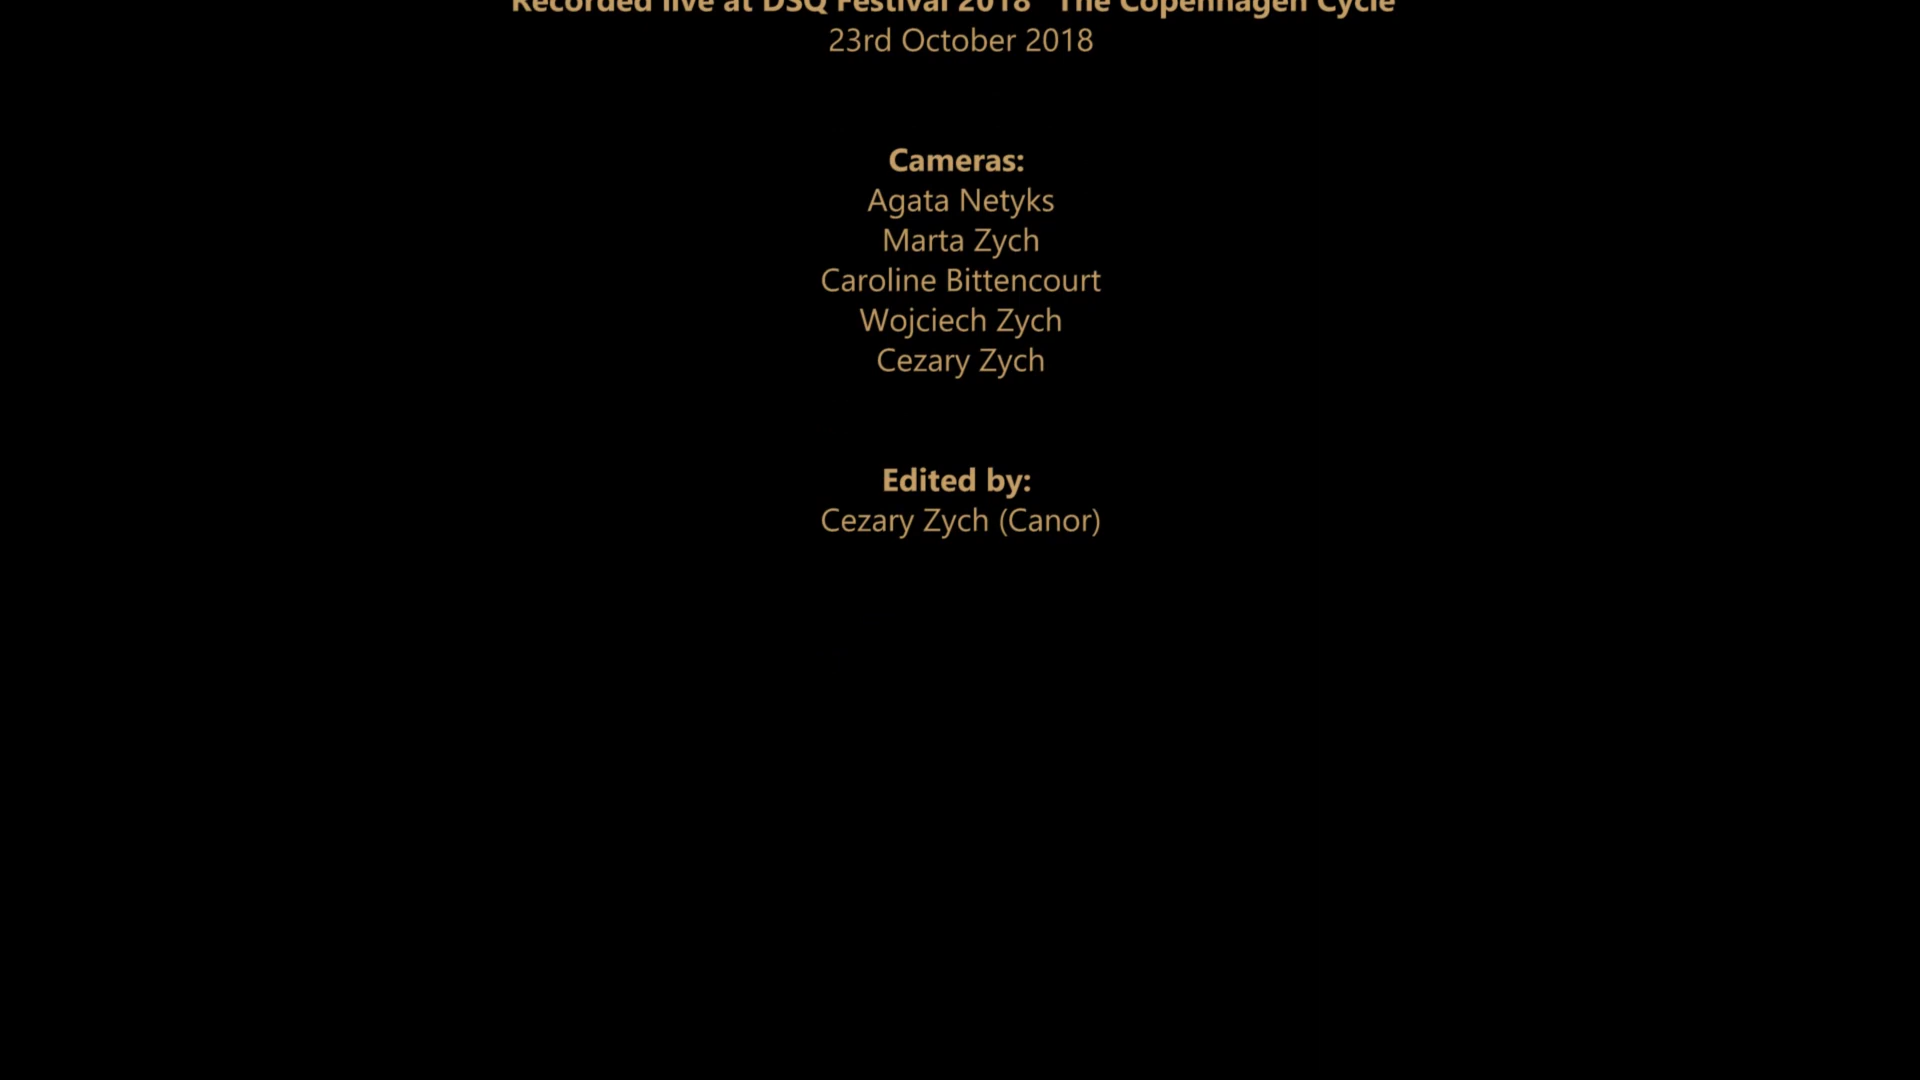 Recorded live at DSQ Festival 2018 "The Copenhagen Cycle"
23rd October 2018
Cameras:
Agata Netyks
Marta Zych
Caroline Bittencourt
Wojciech Zych
Cezary Zych
Edited by:
Cezary Zych (Canor)